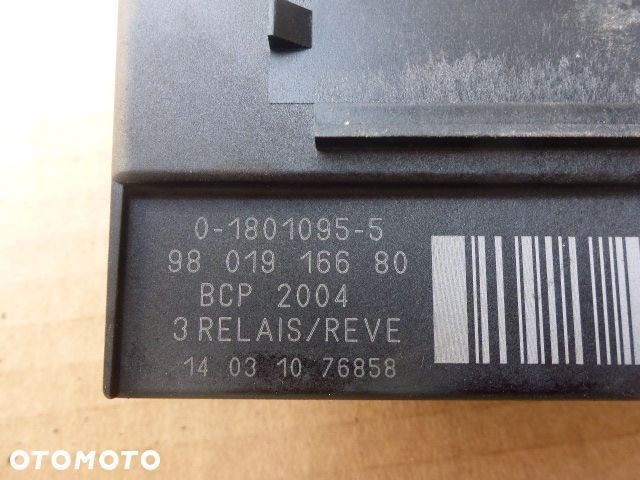 0-1801095-5
98 019 166 80
BCP 2004
3 RELAIS/REVE
14 03 10 76858
OTOMOTO